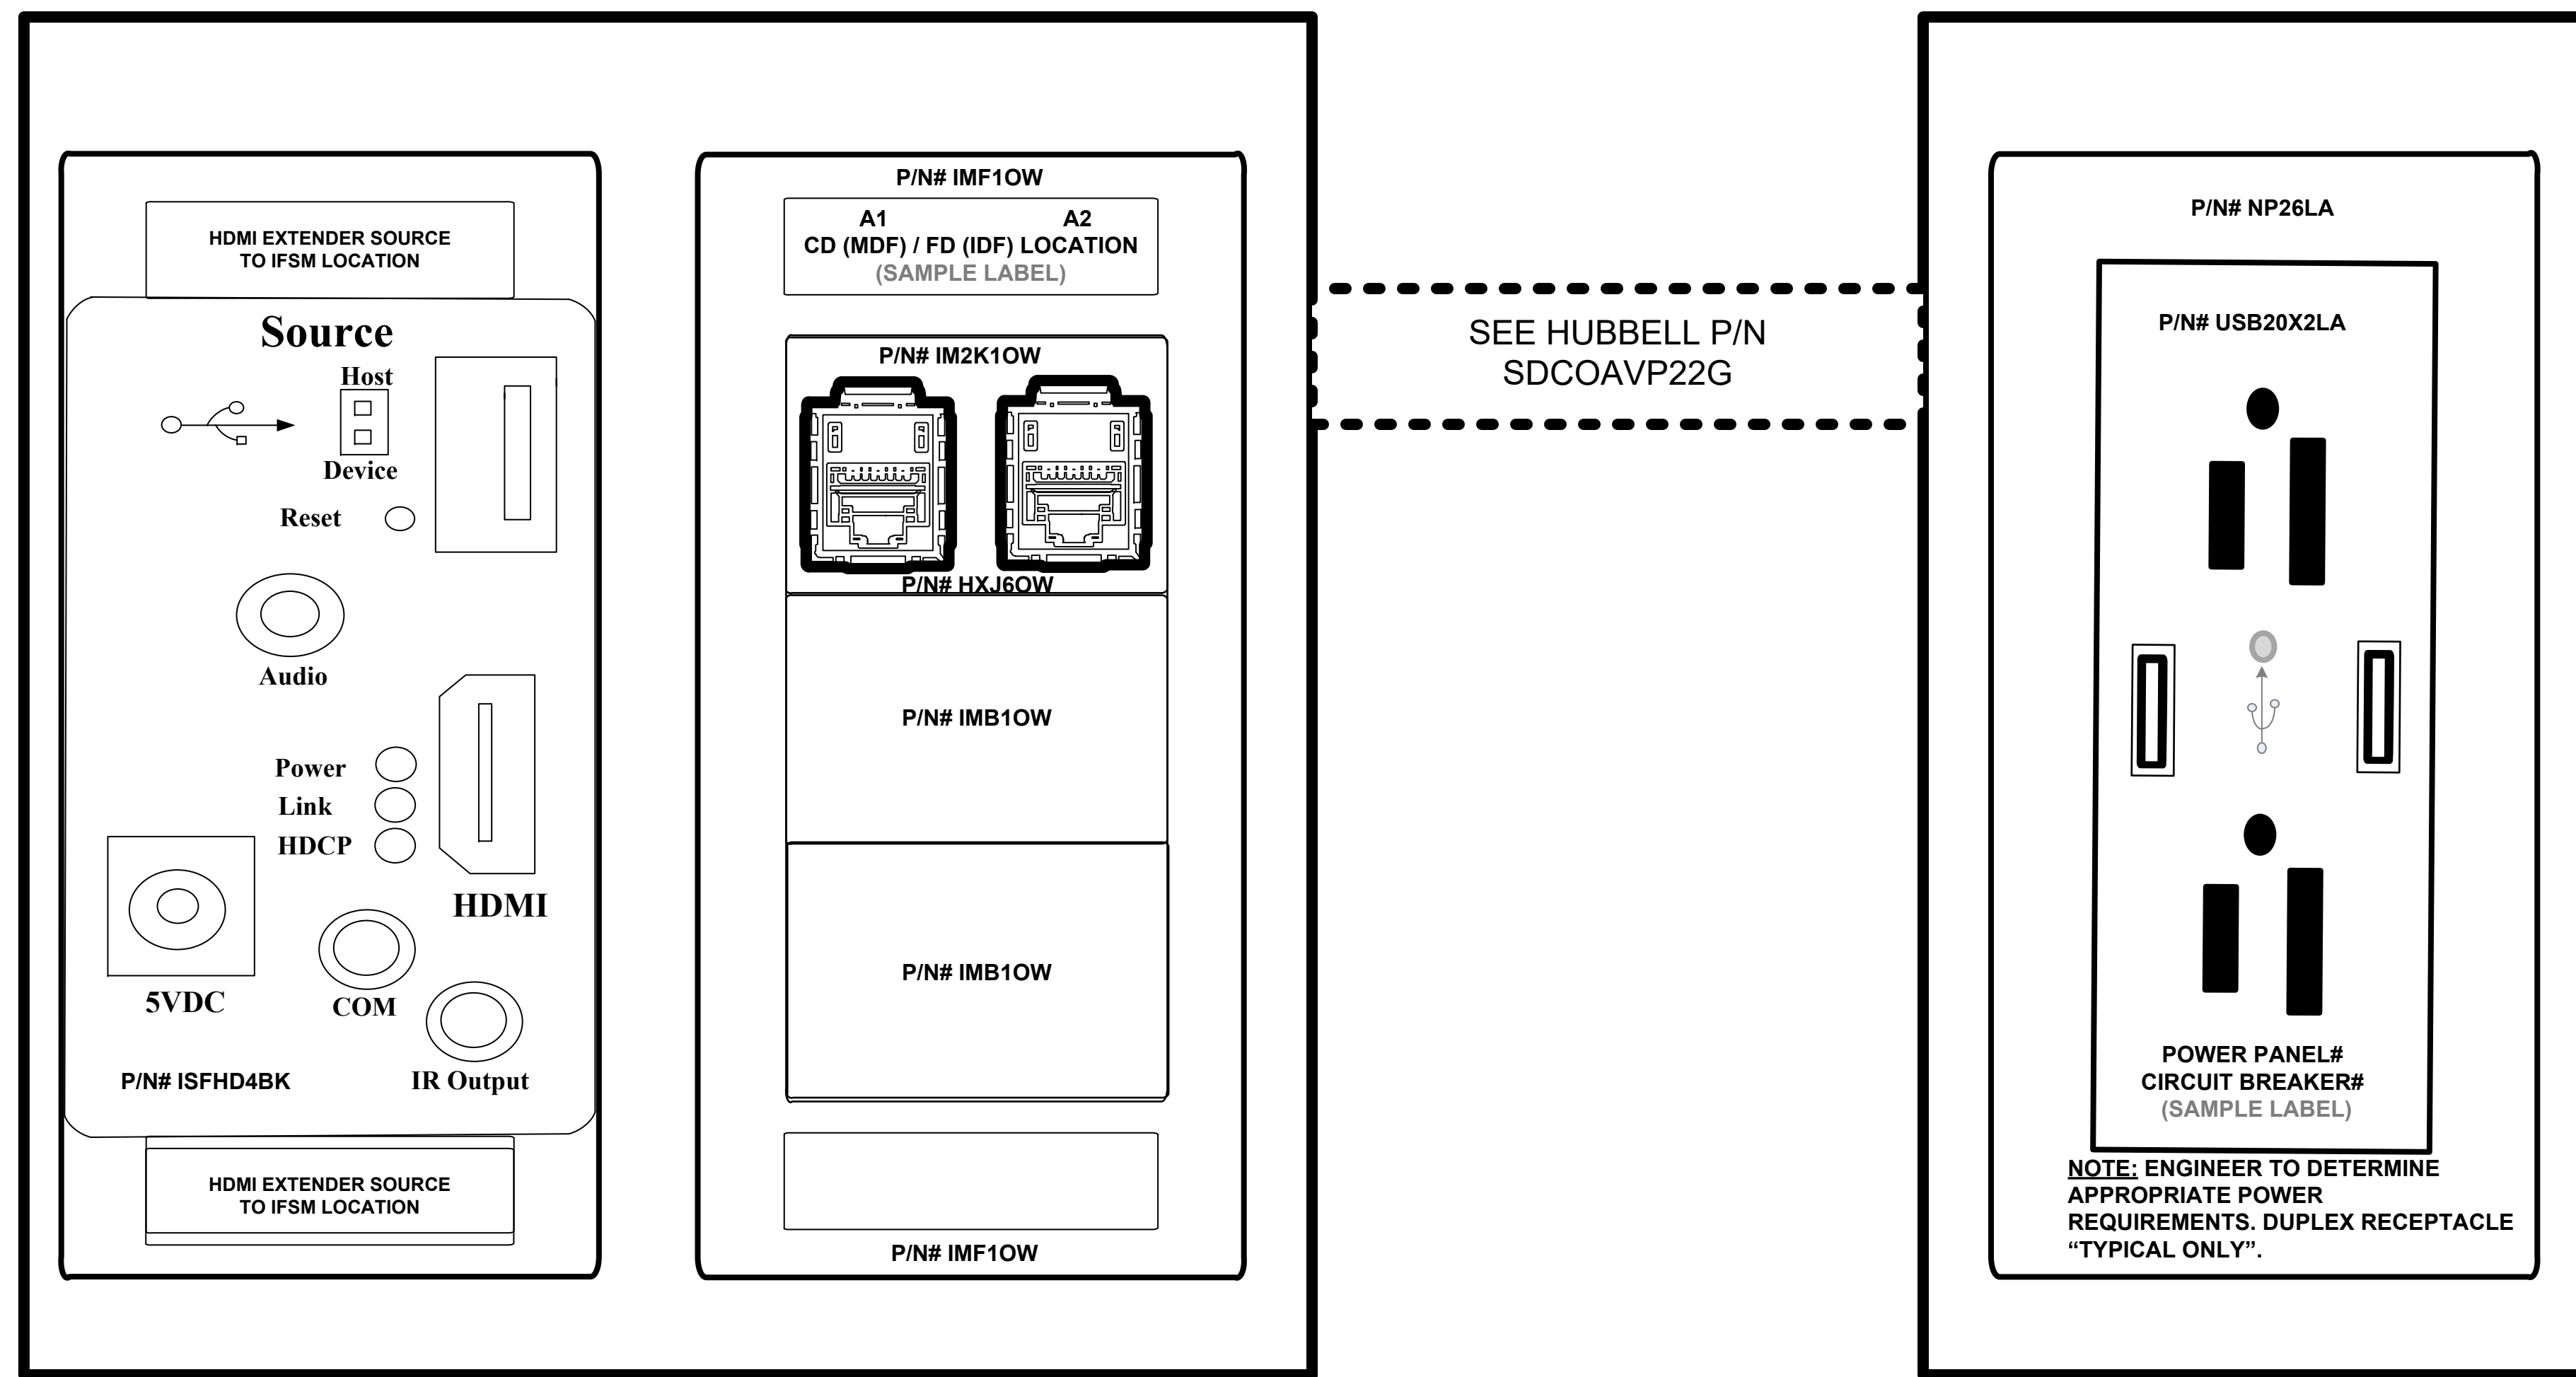 HDMI EXTENDER SOURCE
TO IFSM LOCATION
Source
Host
Device
Reset
Audio
Power
Link
HDCP
HDMI
5VDC
COM
IR Output
P/N# ISFHD4BK
HDMI EXTENDER SOURCE
TO IFSM LOCATION
P/N# IMF1OW
A1 A2
CD (MDF) / FD (IDF) LOCATION
(SAMPLE LABEL)
P/N# IM2K1OW
P/N# HXJ6OW
P/N# IMB1OW
P/N# IMB1OW
P/N# IMF1OW
SEE HUBBELL P/N
SDCOAVP22G
P/N# NP26LA
P/N# USB20X2LA
POWER PANEL#
CIRCUIT BREAKER#
(SAMPLE LABEL)
NOTE: ENGINEER TO DETERMINE
APPROPRIATE POWER
REQUIREMENTS. DUPLEX RECEPTACLE
“TYPICAL ONLY”.